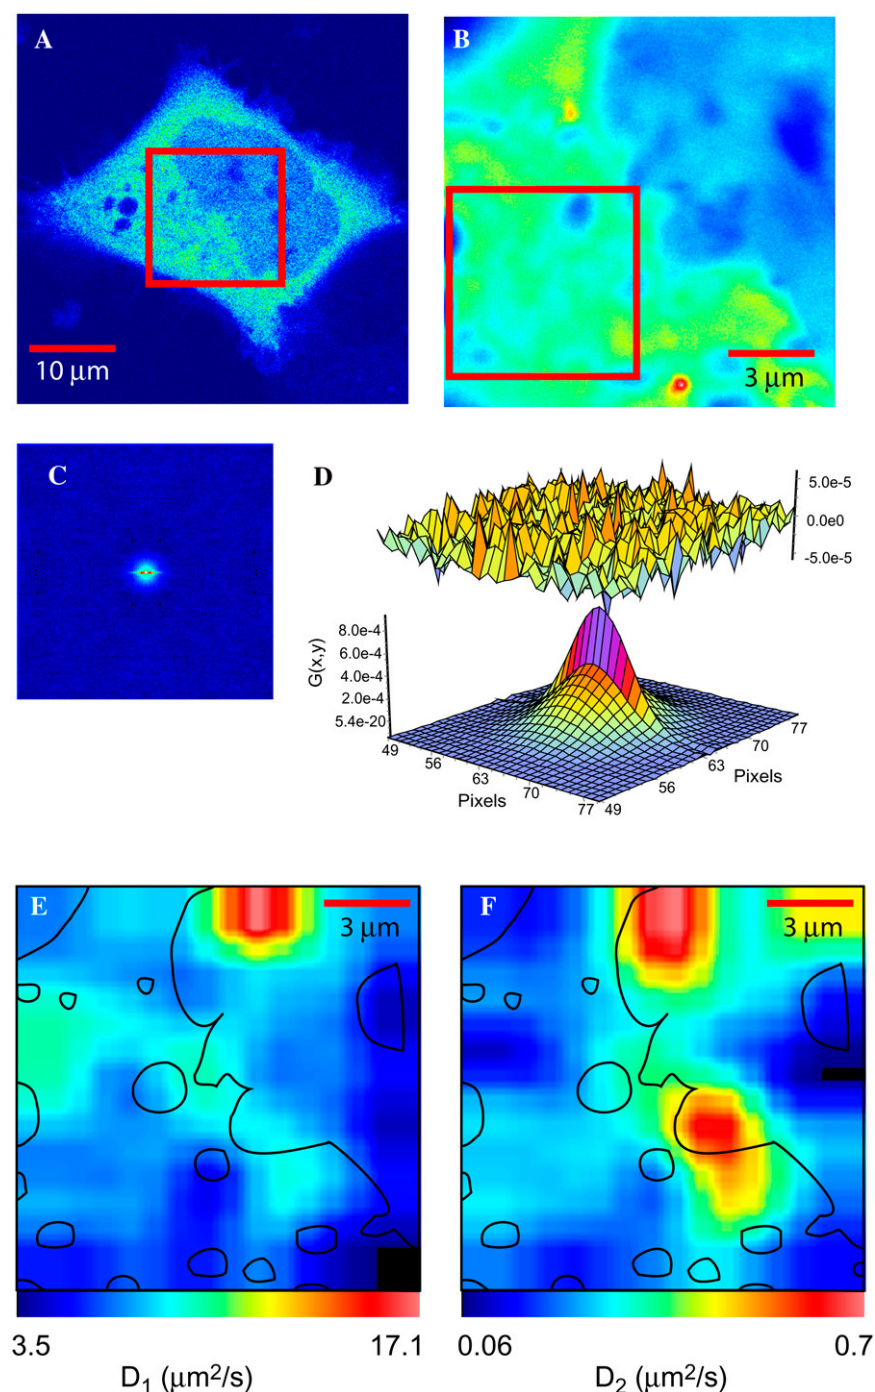 A
10 μm
B
3 μm
C
D
5.0e-5
0.0e0
-5.0e-5
G(x,y)
8.0e-4
6.0e-4
4.0e-4
2.0e-4
5.4e-20
49
56
63
70
77
Pixels
49
56
63
70
77
Pixels
E
3 μm
F
3 μm
3.5
17.1
D₁ (μm²/s)
0.06
0.7
D₂ (μm²/s)